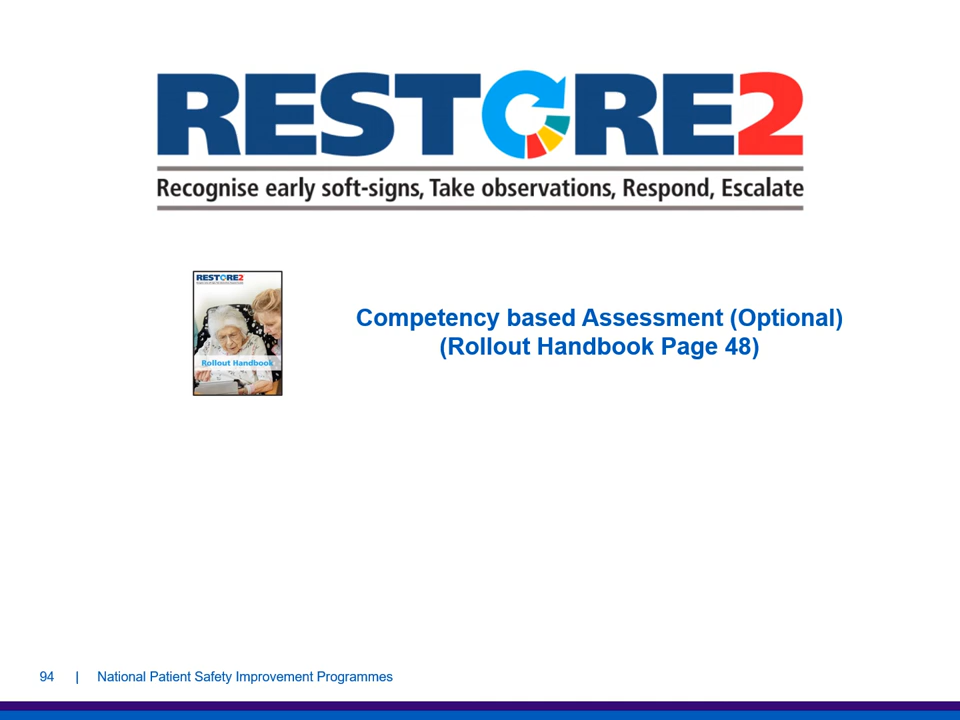 RESTORE2
Recognise early soft-signs, Take observations, Respond, Escalate
RESTORE2
Rollout Handbook
Competency based Assessment (Optional)
(Rollout Handbook Page 48)
94 | National Patient Safety Improvement Programmes